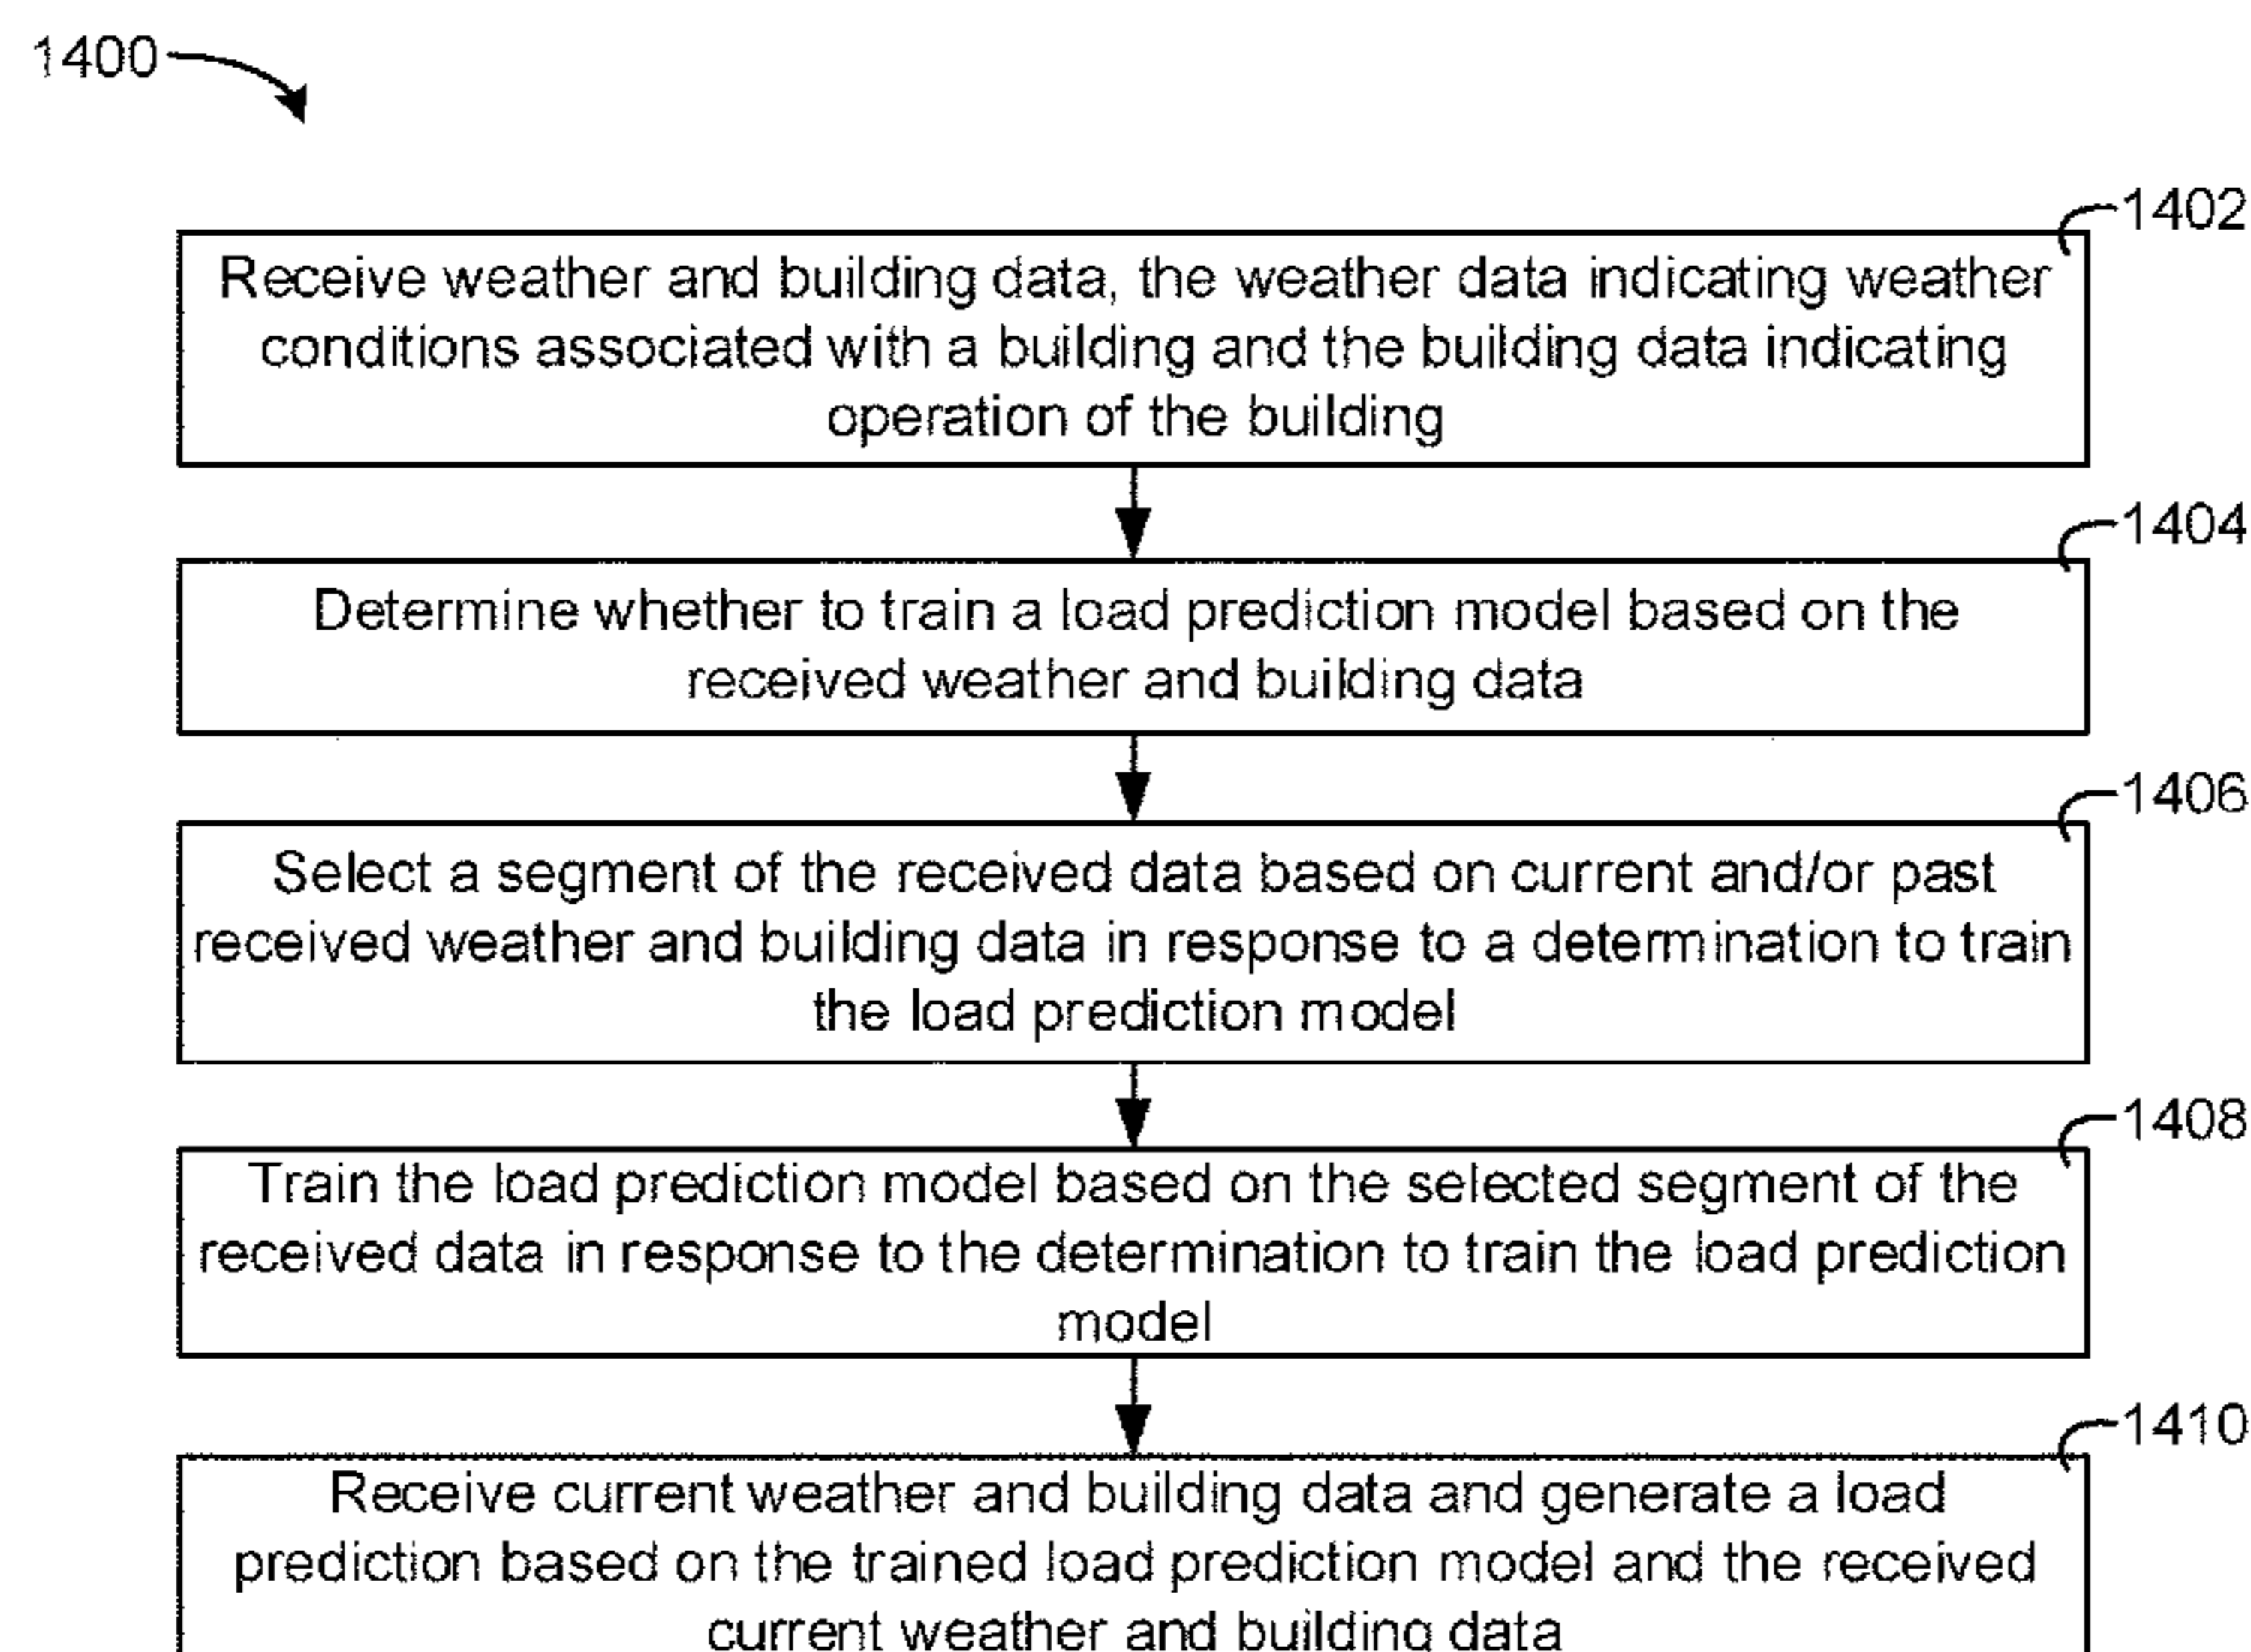 1400
1402
Receive weather and building data, the weather data indicating weather
conditions associated with a building and the building data indicating
operation of the building
1404
Determine whether to train a load prediction model based on the
received weather and building data
1406
Select a segment of the received data based on current and/or past
received weather and building data in response to a determination to train
the load prediction model
1408
Train the load prediction model based on the selected segment of the
received data in response to the determination to train the load prediction
model
1410
Receive current weather and building data and generate a load
prediction based on the trained load prediction model and the received
current weather and building data